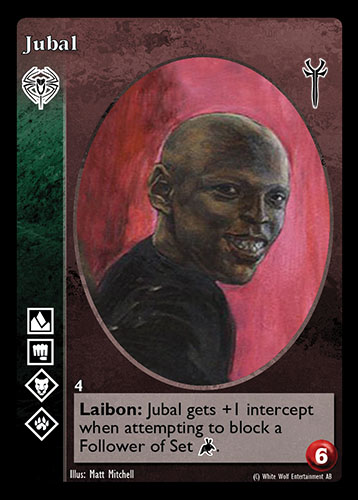 Jubal
4
Laibon: Jubal gets +1 intercept
when attempting to block a
Follower of Set .
6
Illus: Matt Mitchell
(C) White Wolf Entertainment AB